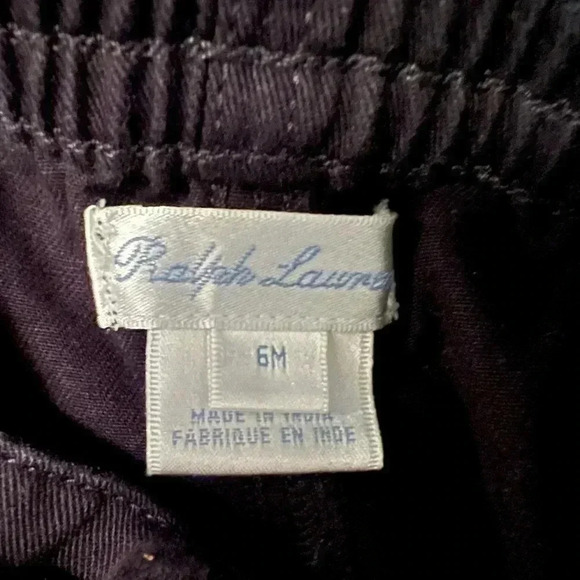 Ralph Lauren
6M
MADE IN INDIA
FABRIQUE EN INDE